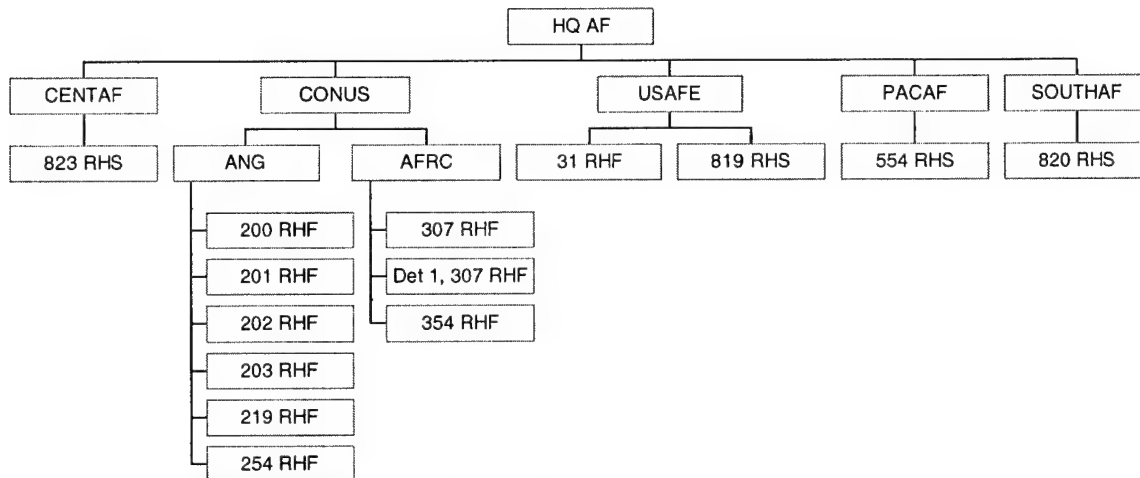 HQ AF
CENTAF
CONUS
USAFE
PACAF
SOUTHAF
823 RHS
ANG
AFRC
31 RHF
819 RHS
554 RHS
820 RHS
200 RHF
307 RHF
201 RHF
Det 1, 307 RHF
202 RHF
354 RHF
203 RHF
219 RHF
254 RHF